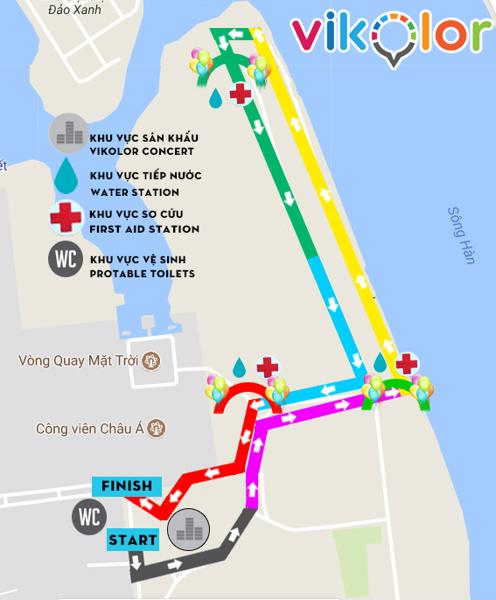 Đảo Xanh
vikolor
KHU VỰC SÂN KHẤU
VIKOLOR CONCERT
KHU VỰC TIẾP NƯỚC
WATER STATION
KHU VỰC SƠ CỨU
FIRST AID STATION
WC
KHU VỰC VỆ SINH
PROTABLE TOILETS
Sông Hàn
Vòng Quay Mặt Trời
Công viên Châu Á
FINISH
WC
START